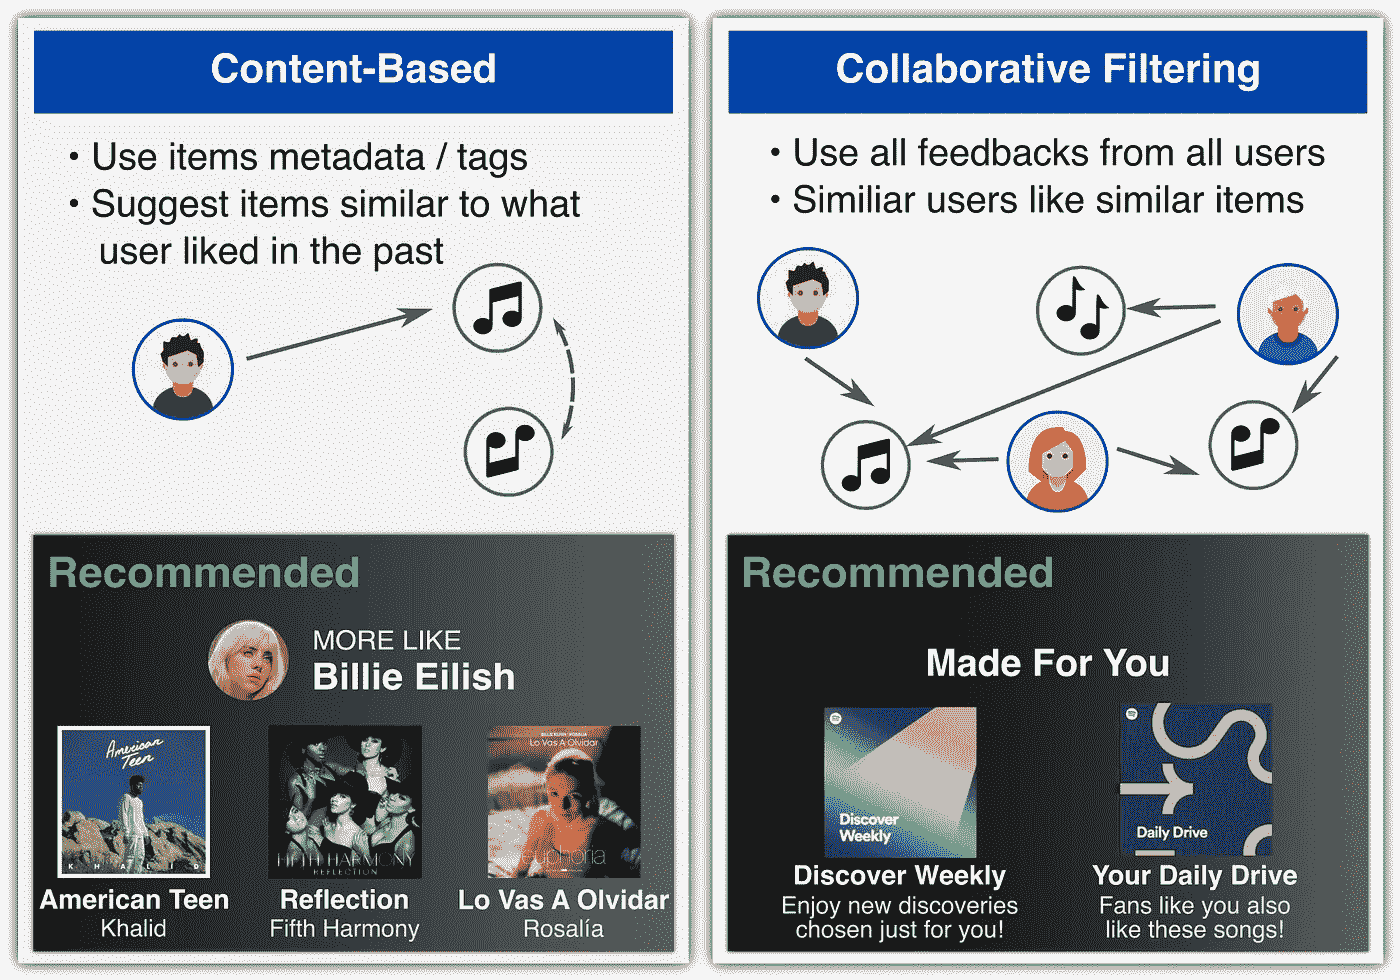 Content-Based
• Use items metadata / tags
• Suggest items similar to what
user liked in the past
Recommended
MORE LIKE
Billie Eilish
American
Teen
KHALID
FIFTH HARMONY
REFLECTION
Lo Vas A Olvidar
euphoria
American Teen
Khalid
Reflection
Fifth Harmony
Lo Vas A Olvidar
Rosalía
Collaborative Filtering
• Use all feedbacks from all users
• Similiar users like similar items
Recommended
Made For You
Discover
Weekly
Daily Drive
Discover Weekly
Enjoy new discoveries
chosen just for you!
Your Daily Drive
Fans like you also
like these songs!